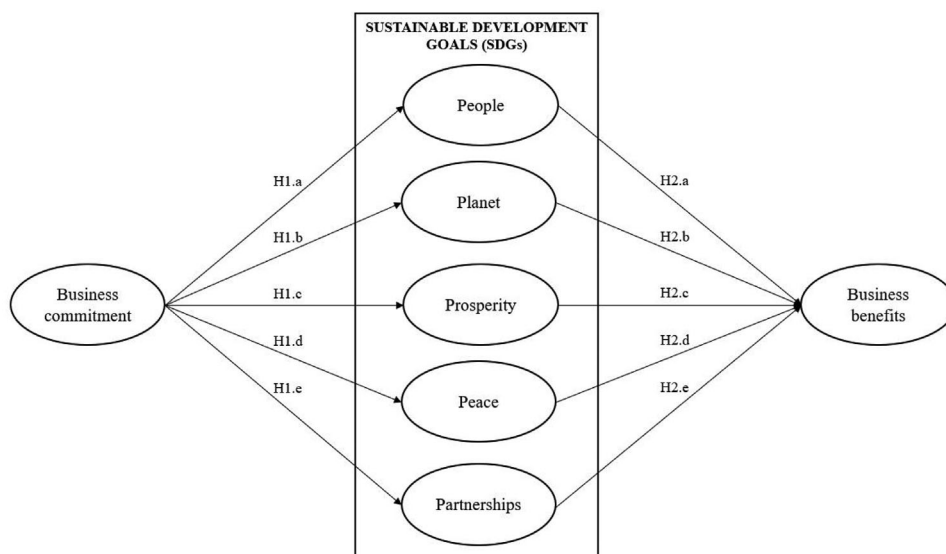 SUSTAINABLE DEVELOPMENT
GOALS (SDGs)
People
H1.a
H2.a
Planet
H1.b
H2.b
Business
commitment
H1.c
Prosperity
H2.c
Business
benefits
H1.d
H2.d
Peace
H1.e
H2.e
Partnerships